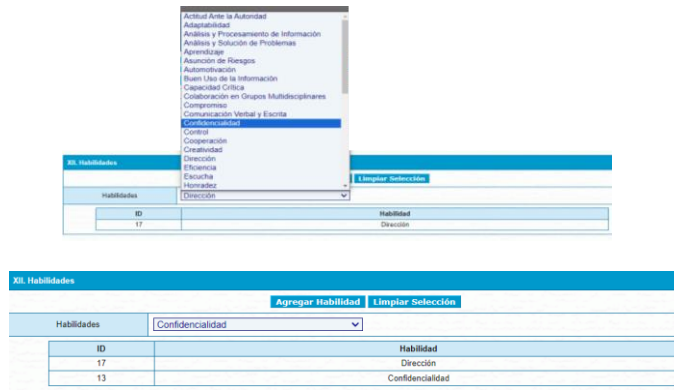 Actitud Ante la Autoridad
Adaptabilidad
Análisis y Procesamiento de Información
Análisis y Solución de Problemas
Aprendizaje
Asunción de Riesgos
Automotivación
Buen Uso de la Información
Capacidad Crítica
Colaboración en Grupos Multidisciplinares
Compromiso
Comunicación Verbal y Escrita
Confidencialidad
Control
Cooperación
Creatividad
Dirección
Eficiencia
Escucha
Honradez
XII. Habilidades
Limpiar Selección
Habilidades Dirección
ID Habilidad
17 Dirección
XII. Habilidades
Agregar Habilidad Limpiar Selección
Habilidades Confidencialidad
ID Habilidad
17 Dirección
13 Confidencialidad